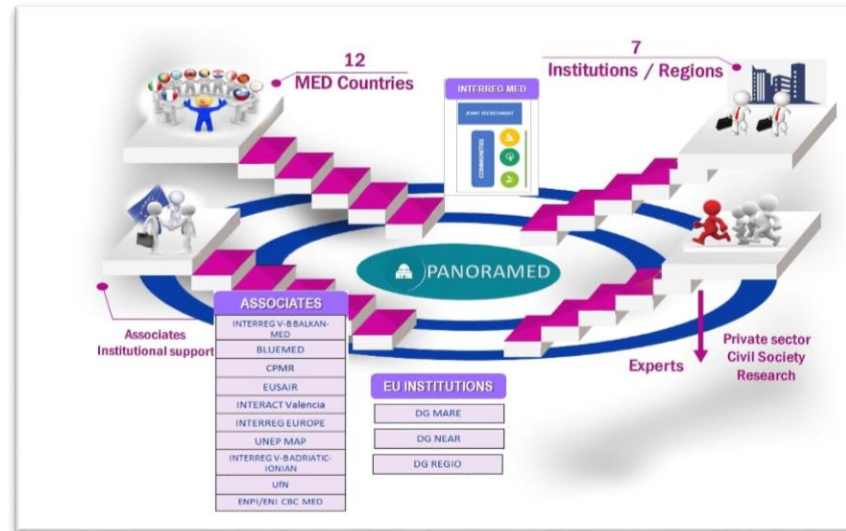 12
MED Countries
7
Institutions / Regions
INTERREG MED
JOINT SECRETARIAT
COMMUNITIES
PANORAMED
Associates
Institutional support
ASSOCIATES
INTERREG V-B BALKAN-
MED
BLUEMED
CPMR
EUSAIR
INTERACT Valencia
INTERREG EUROPE
UNEP MAP
INTERREG V-B ADRIATIC-
IONIAN
UfN
ENPI/ENI CBC MED
EU INSTITUTIONS
DG MARE
DG NEAR
DG REGIO
Experts
Private sector
Civil Society
Research